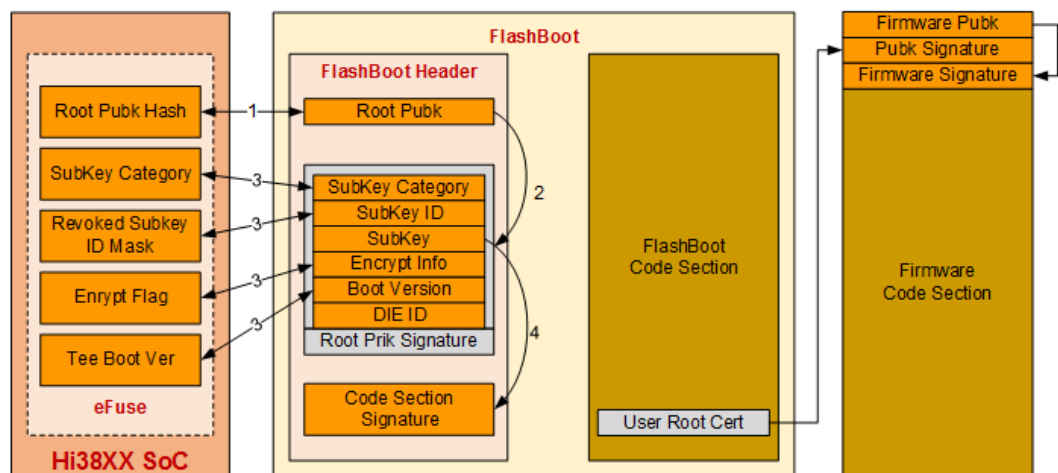 Root Pubk Hash
SubKey Category
Revoked Subkey
ID Mask
Enrypt Flag
Tee Boot Ver
eFuse
Hi38XX SoC
1
3
3
3
3
FlashBoot
FlashBoot Header
Root Pubk
2
SubKey Category
SubKey ID
SubKey
Encrypt Info
Boot Version
DIE ID
Root Prik Signature
4
Code Section
Signature
FlashBoot
Code Section
User Root Cert
Firmware Pubk
Pubk Signature
Firmware Signature
Firmware
Code Section